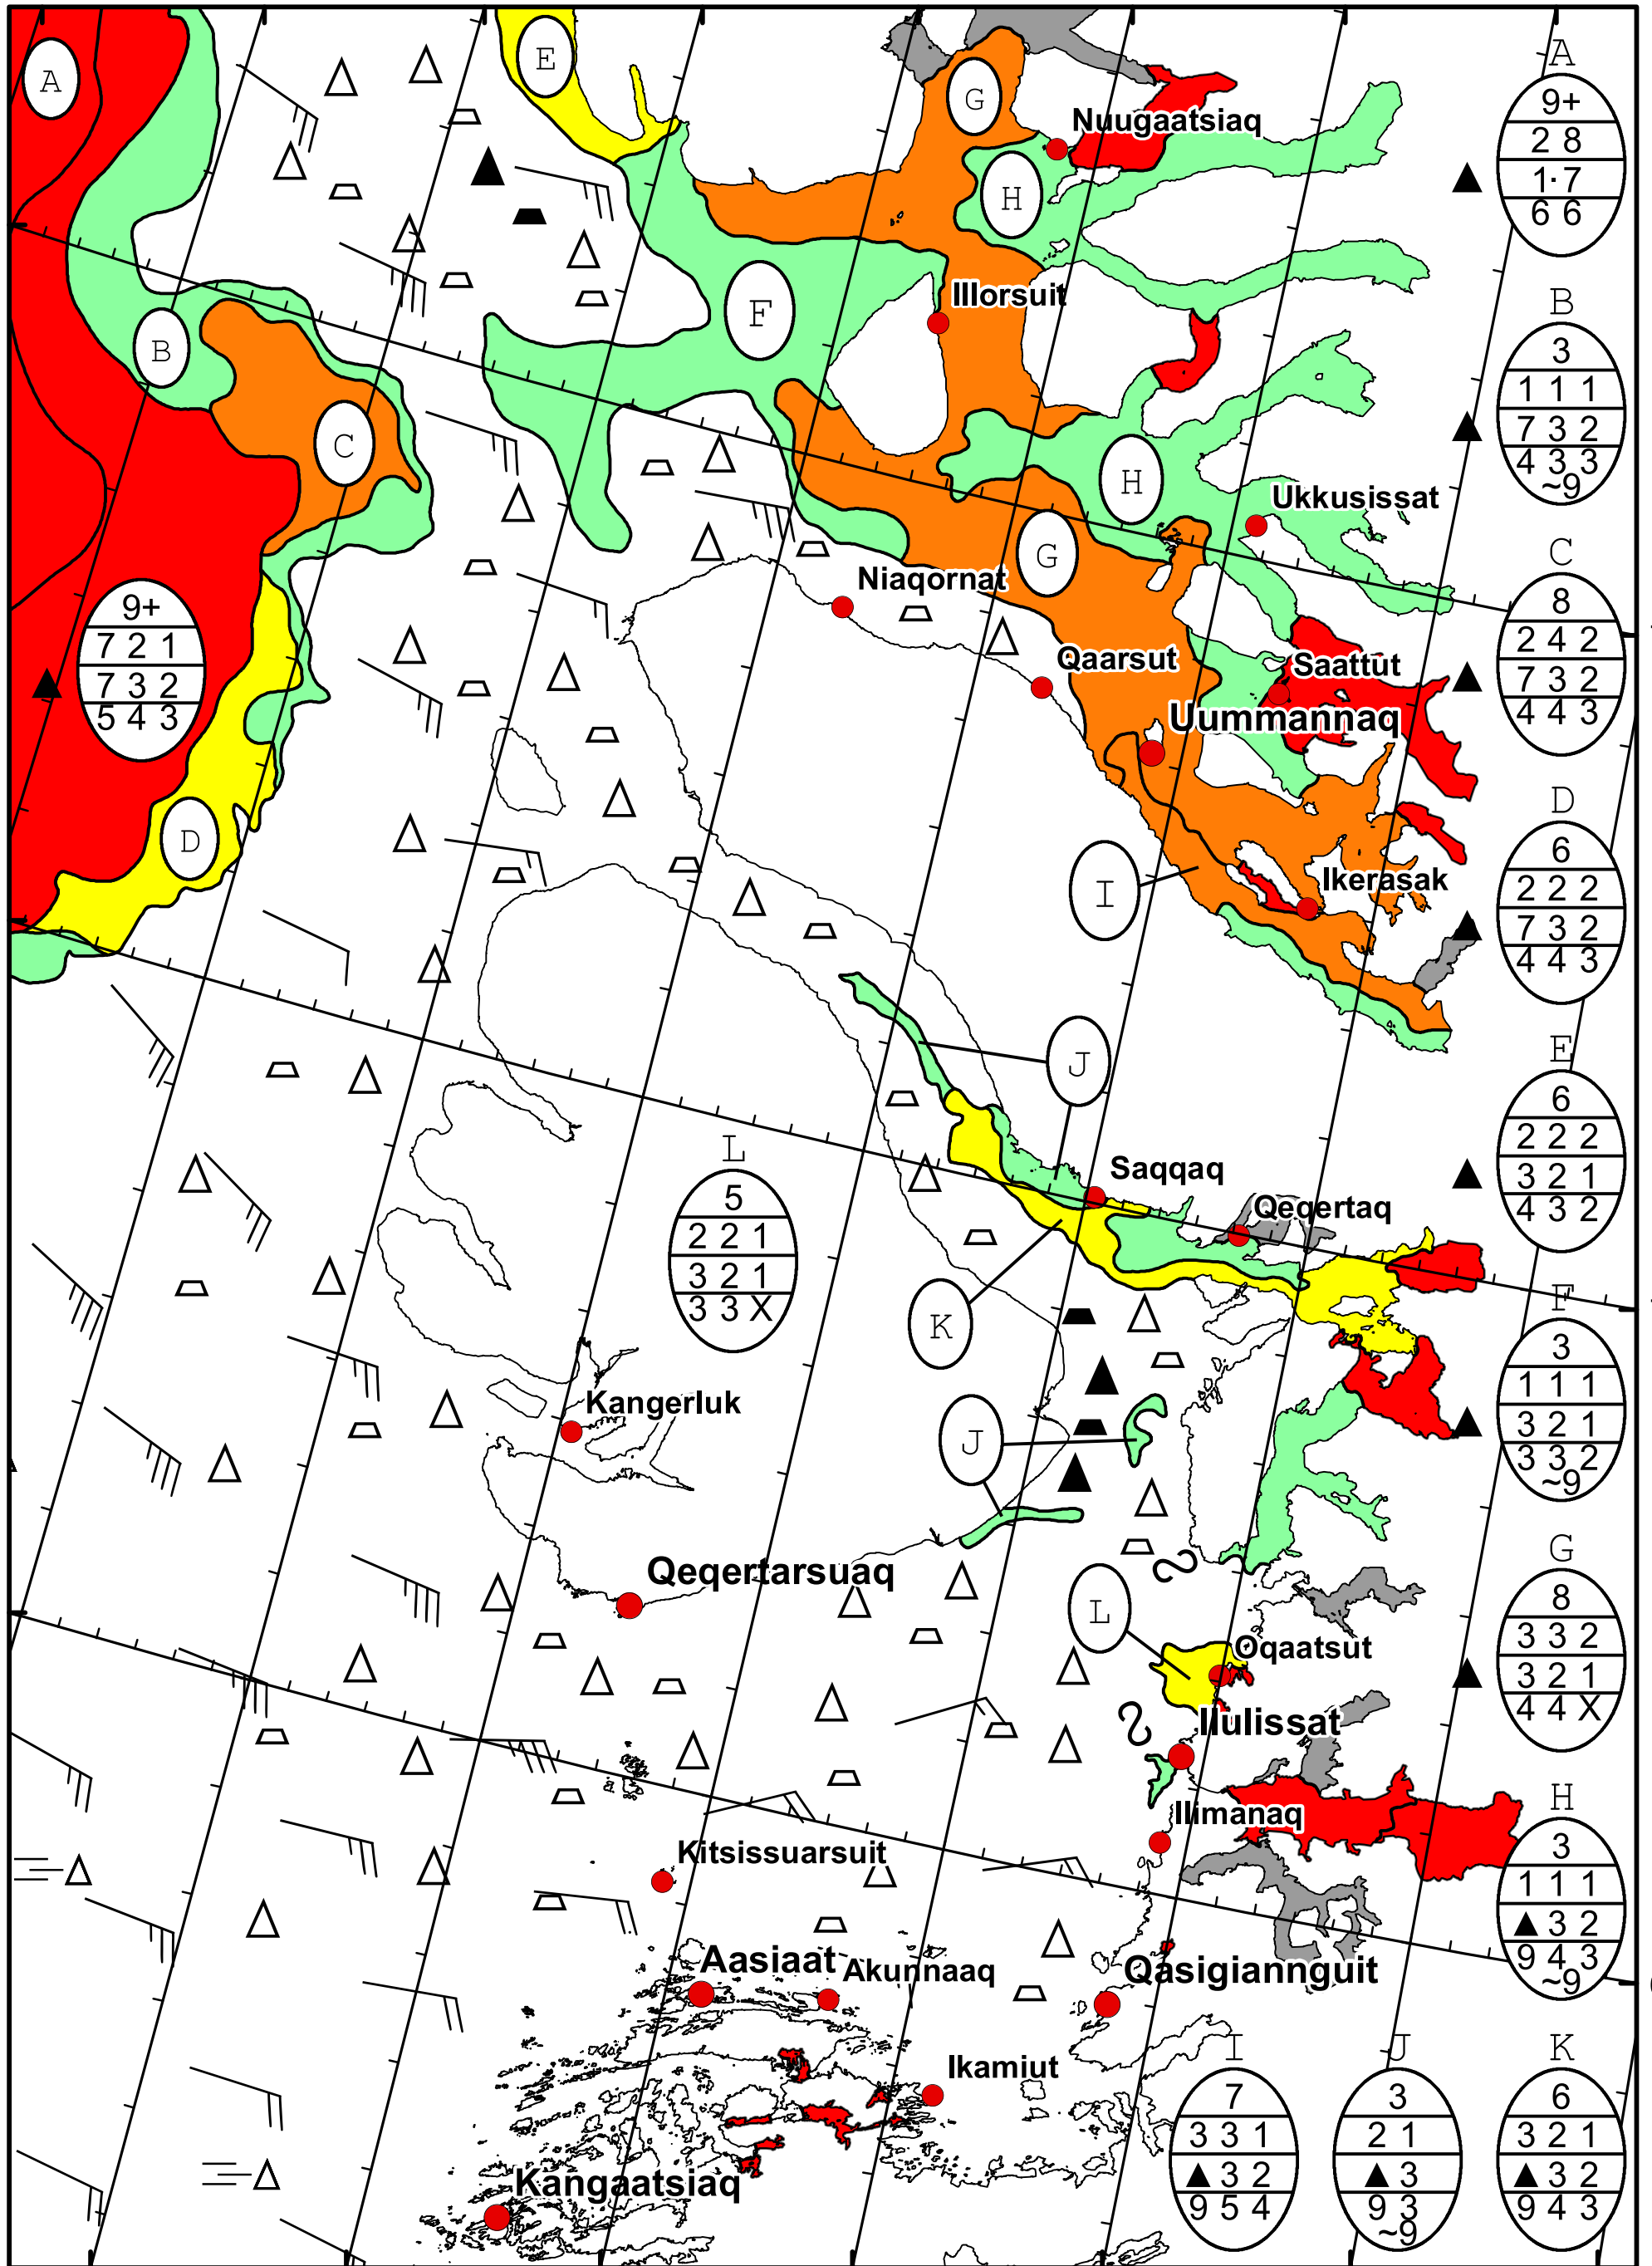 A
E
G
Nuugaatsiaq
H
A
9+
2 8
1·7
6 6
F
Illorsuit
B
B
3
1 1 1
7 3 2
4 3 3
~9
C
H
Ukkusissat
G
Niaqornat
C
8
2 4 2
7 3 2
4 4 3
9+
7 2 1
7 3 2
5 4 3
Qaarsut
Saattut
Uummannaq
D
D
6
2 2 2
7 3 2
4 4 3
I
Ikerasak
J
E
6
2 2 2
3 2 1
4 3 2
L
5
2 2 1
3 2 1
3 3 X
Saqqaq
Qeqertaq
K
F
3
1 1 1
3 2 1
3 3 2
~9
Kangerluk
J
Qeqertarsuaq
G
8
3 3 2
3 2 1
4 4 X
L
Oqaatsut
Ilulissat
Ilimanaq
H
3
1 1 1
▲ 3 2
9 4 3
~9
Kitsissuarsuit
Aasiaat
Akunnaaq
Qasigiannguit
Ikamiut
Kangaatsiaq
I
7
3 3 1
▲ 3 2
9 5 4
J
3
2 1
▲ 3
9 3
~9
K
6
3 2 1
▲ 3 2
9 4 3